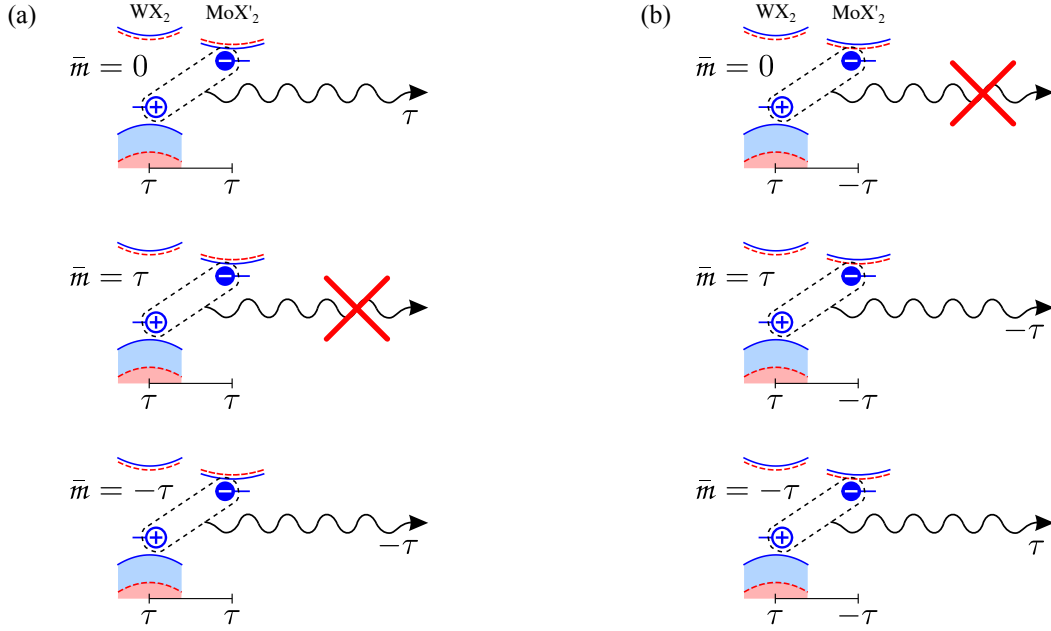 (a)
WX₂ MoX'₂
m̄ = 0
τ
τ τ
m̄ = τ
τ τ
m̄ = −τ
−τ
τ τ
(b)
WX₂ MoX'₂
m̄ = 0
τ −τ
m̄ = τ
−τ
τ −τ
m̄ = −τ
τ
τ −τ